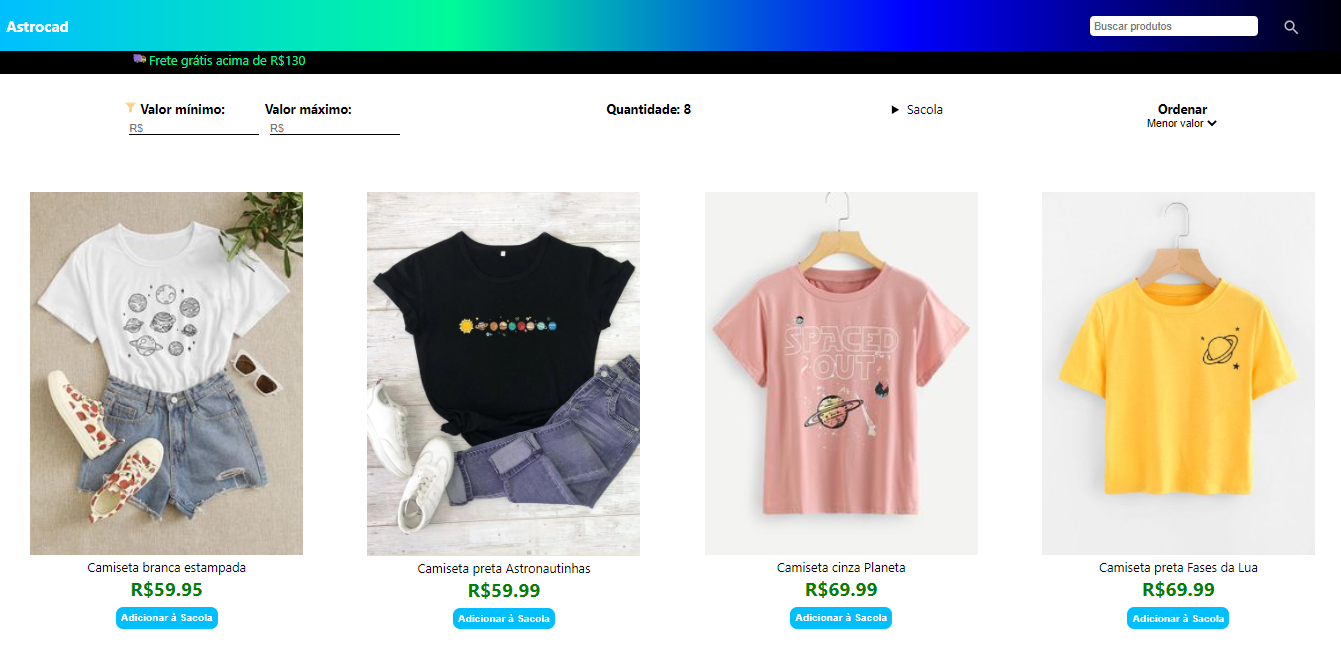 Astrocad
Buscar produtos
Frete grátis acima de R$130
Valor mínimo:
Valor máximo:
Quantidade: 8
Sacola
Ordenar
R$
R$
Menor valor
SPACED
OUT
Camiseta branca estampada
Camiseta preta Astronautinhas
Camiseta cinza Planeta
Camiseta preta Fases da Lua
R$59.95
R$59.99
R$69.99
R$69.99
Adicionar à Sacola
Adicionar à Sacola
Adicionar à Sacola
Adicionar à Sacola